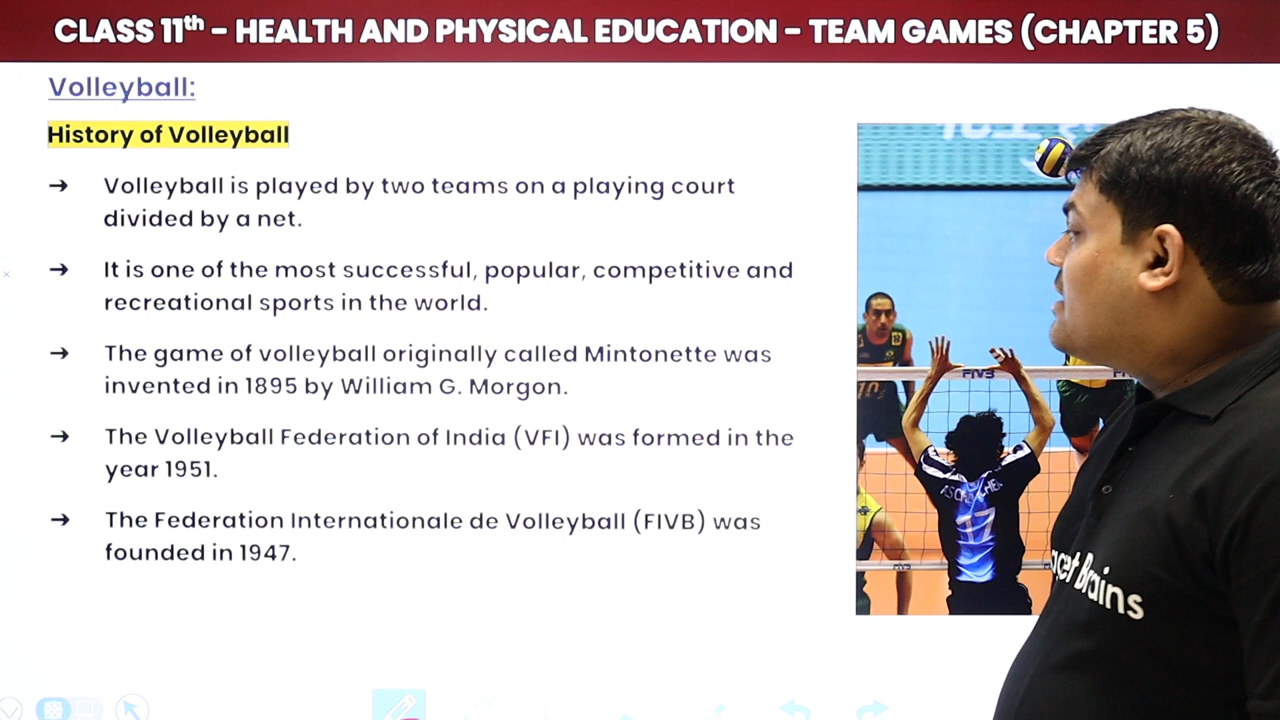 CLASS 11th - HEALTH AND PHYSICAL EDUCATION - TEAM GAMES (CHAPTER 5)
Volleyball:
History of Volleyball
→ Volleyball is played by two teams on a playing court
divided by a net.
→ It is one of the most successful, popular, competitive and
recreational sports in the world.
→ The game of volleyball originally called Mintonette was
invented in 1895 by William G. Morgon.
→ The Volleyball Federation of India (VFI) was formed in the
year 1951.
→ The Federation Internationale de Volleyball (FIVB) was
founded in 1947.
FIVB
17
Brains